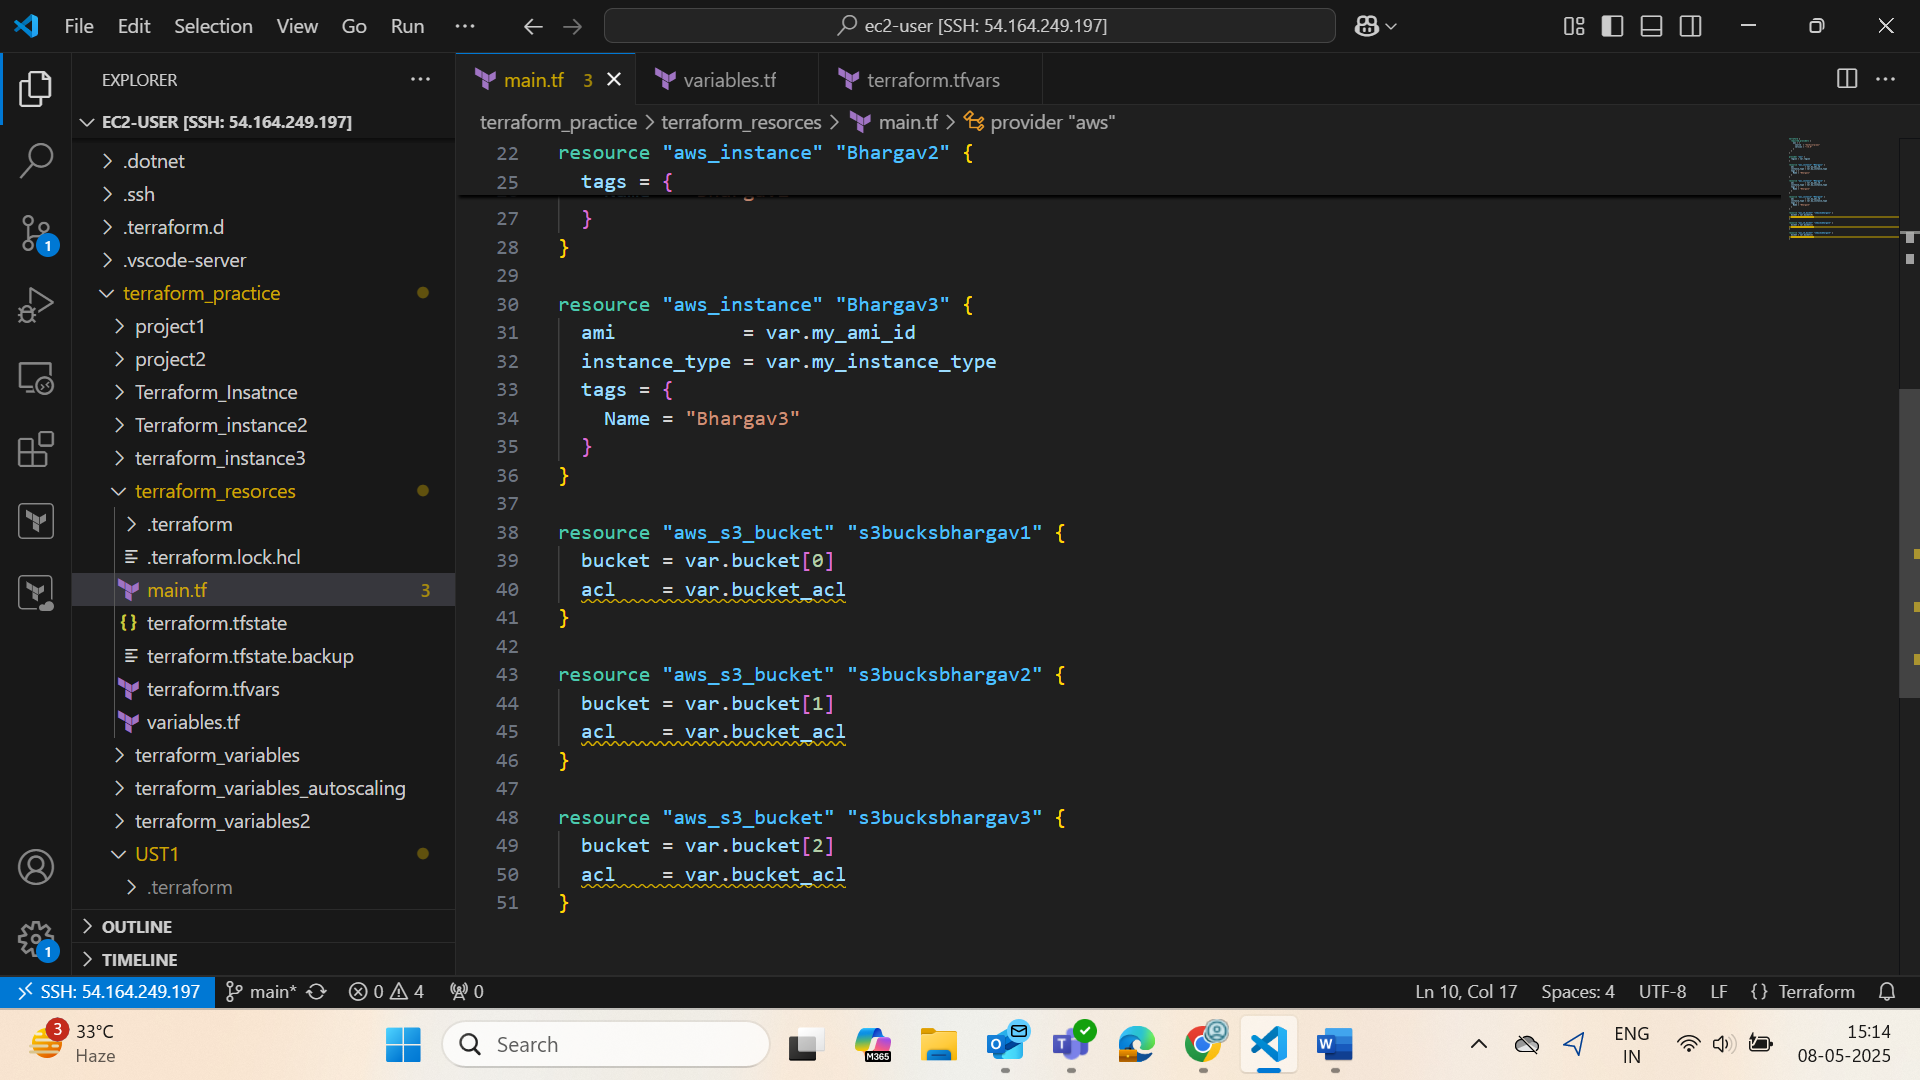 File Edit Selection View Go Run ··· ec2-user [SSH: 54.164.249.197]
EXPLORER ···
main.tf 3
variables.tf
terraform.tfvars
EC2-USER [SSH: 54.164.249.197]
terraform_practice > terraform_resorces > main.tf > provider "aws"
.dotnet
.ssh
.terraform.d
.vscode-server
terraform_practice
project1
project2
Terraform_Insatnce
Terraform_instance2
terraform_instance3
terraform_resorces
.terraform
.terraform.lock.hcl
main.tf 3
{} terraform.tfstate
terraform.tfstate.backup
terraform.tfvars
variables.tf
terraform_variables
terraform_variables_autoscaling
terraform_variables2
UST1
.terraform
OUTLINE
TIMELINE
1
1
22 resource "aws_instance" "Bhargav2" {
25 tags = {
27 }
28 }
29
30 resource "aws_instance" "Bhargav3" {
31 ami = var.my_ami_id
32 instance_type = var.my_instance_type
33 tags = {
34 Name = "Bhargav3"
35 }
36 }
37
38 resource "aws_s3_bucket" "s3bucksbhargav1" {
39 bucket = var.bucket[0]
40 acl = var.bucket_acl
41 }
42
43 resource "aws_s3_bucket" "s3bucksbhargav2" {
44 bucket = var.bucket[1]
45 acl = var.bucket_acl
46 }
47
48 resource "aws_s3_bucket" "s3bucksbhargav3" {
49 bucket = var.bucket[2]
50 acl = var.bucket_acl
51 }
SSH: 54.164.249.197 main* 0 4 0 Ln 10, Col 17 Spaces: 4 UTF-8 LF {} Terraform
3 33°C
Haze
Search
M365
ENG
IN
15:14
08-05-2025